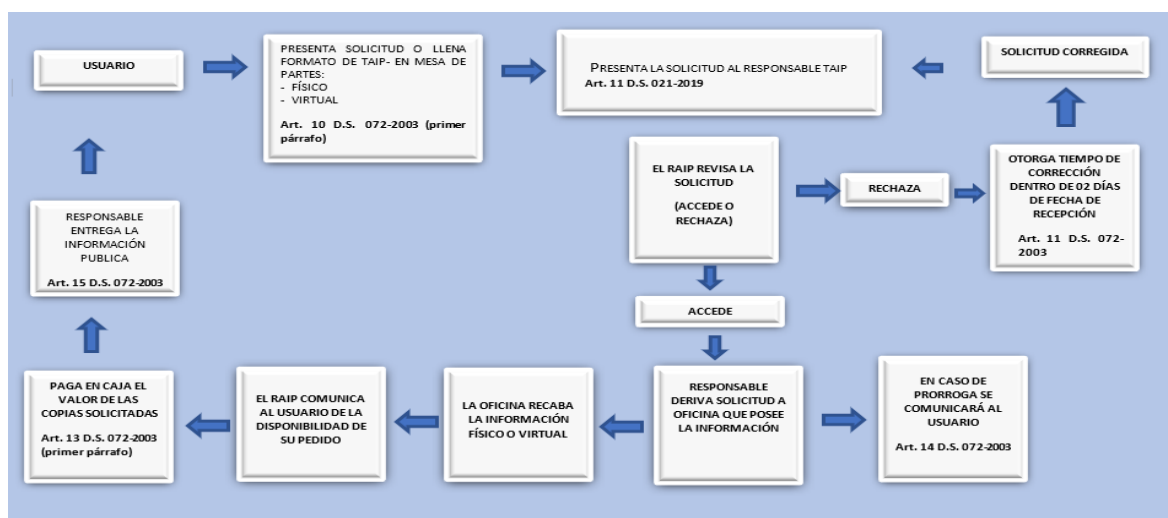 USUARIO
PRESENTA SOLICITUD O LLENA
FORMATO DE TAIP- EN MESA DE
PARTES:
- FÍSICO
- VIRTUAL
Art. 10 D.S. 072-2003 (primer
párrafo)
PRESENTA LA SOLICITUD AL RESPONSABLE TAIP
Art. 11 D.S. 021-2019
SOLICITUD CORREGIDA
EL RAIP REVISA LA
SOLICITUD
(ACCEDE O
RECHAZA)
RECHAZA
OTORGA TIEMPO DE
CORRECCIÓN
DENTRO DE 02 DÍAS
DE FECHA DE
RECEPCIÓN
Art. 11 D.S. 072-
2003
ACCEDE
RESPONSABLE
DERIVA SOLICITUD A
OFICINA QUE POSEE
LA INFORMACIÓN
EN CASO DE
PRORROGA SE
COMUNICARÁ AL
USUARIO
Art. 14 D.S. 072-2003
LA OFICINA RECABA
LA INFORMACIÓN
FÍSICO O VIRTUAL
EL RAIP COMUNICA
AL USUARIO DE LA
DISPONIBILIDAD DE
SU PEDIDO
PAGA EN CAJA EL
VALOR DE LAS
COPIAS SOLICITADAS
Art. 13 D.S. 072-2003
(primer párrafo)
RESPONSABLE
ENTREGA LA
INFORMACIÓN
PUBLICA
Art. 15 D.S. 072-2003